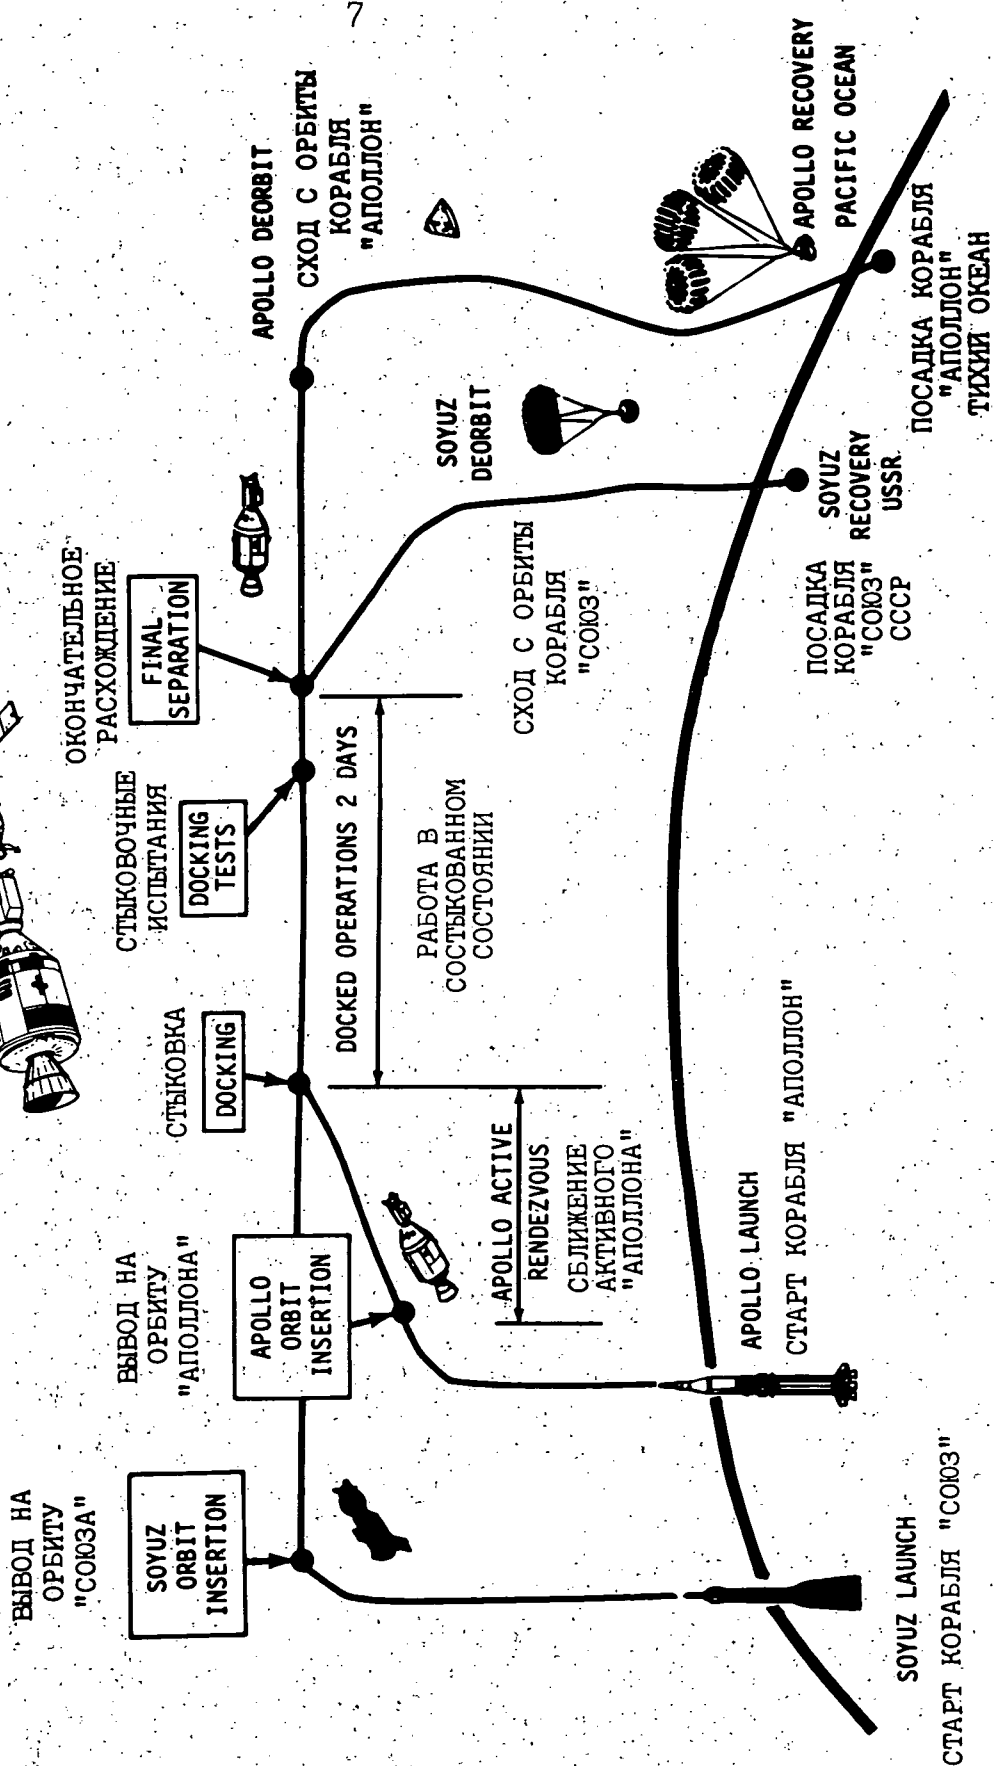 7
ВЫВОД НА
ОРБИТУ
"СОЮЗА"
SOYUZ
ORBIT
INSERTION
ВЫВОД НА
ОРБИТУ
"АПОЛЛОНА"
APOLLO
ORBIT
INSERTION
СТЫКОВКА
DOCKING
СТЫКОВОЧНЫЕ
ИСПЫТАНИЯ
DOCKING
TESTS
ОКОНЧАТЕЛЬНОЕ
РАСХОЖДЕНИЕ
FINAL
SEPARATION
APOLLO DEORBIT
СХОД С ОРБИТЫ
КОРАБЛЯ
"АПОЛЛОН"
DOCKED OPERATIONS 2 DAYS
РАБОТА В
СОСТЫКОВАННОМ
СОСТОЯНИИ
APOLLO ACTIVE
RENDEZVOUS
СБЛИЖЕНИЕ
АКТИВНОГО
"АПОЛЛОНА"
SOYUZ
DEORBIT
СХОД С ОРБИТЫ
КОРАБЛЯ
"СОЮЗ"
APOLLO RECOVERY
PACIFIC OCEAN
ПОСАДКА КОРАБЛЯ
"АПОЛЛОН"
ТИХИЙ ОКЕАН
SOYUZ
RECOVERY
USSR
ПОСАДКА
КОРАБЛЯ
"СОЮЗ"
СССР
APOLLO LAUNCH
СТАРТ КОРАБЛЯ "АПОЛЛОН"
SOYUZ LAUNCH
СТАРТ КОРАБЛЯ "СОЮЗ"